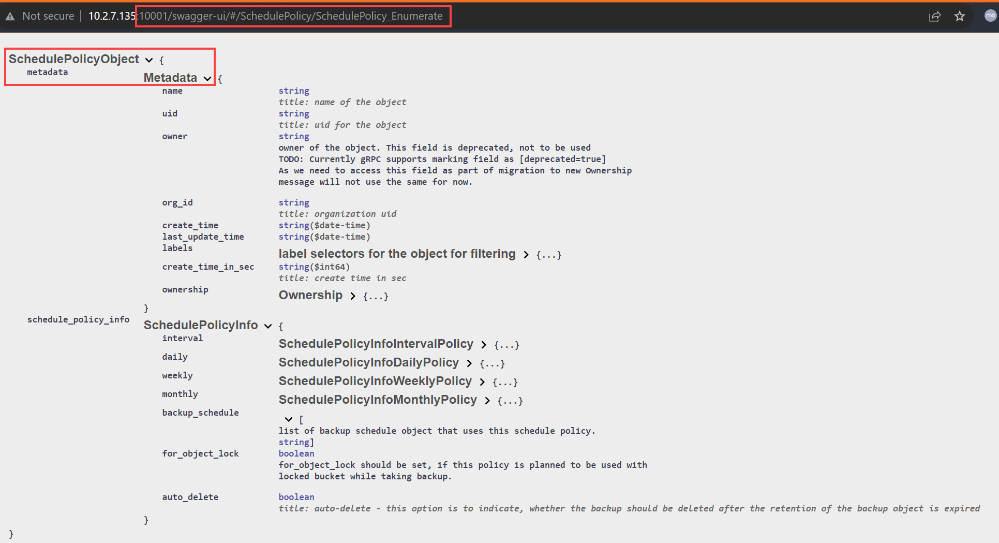 Not secure | 10.2.7.135:10001/swagger-ui/#/SchedulePolicy/SchedulePolicy_Enumerate
me
SchedulePolicyObject {
metadata
Metadata {
name string
title: name of the object
uid string
title: uid for the object
owner string
owner of the object. This field is deprecated, not to be used
TODO: Currently gRPC supports marking field as [deprecated=true]
As we need to access this field as part of migration to new Ownership
message will not use the same for now.
org_id string
title: organization uid
create_time string($date-time)
last_update_time string($date-time)
labels
label selectors for the object for filtering > {...}
create_time_in_sec string($int64)
title: create time in sec
ownership
Ownership > {...}
}
schedule_policy_info
SchedulePolicyInfo {
interval
SchedulePolicyInfoIntervalPolicy > {...}
daily
SchedulePolicyInfoDailyPolicy > {...}
weekly
SchedulePolicyInfoWeeklyPolicy > {...}
monthly
SchedulePolicyInfoMonthlyPolicy > {...}
backup_schedule
[
list of backup schedule object that uses this schedule policy.
string]
for_object_lock boolean
for_object_lock should be set, if this policy is planned to be used with
locked bucket while taking backup.
auto_delete boolean
title: auto-delete - this option is to indicate, whether the backup should be deleted after the retention of the backup object is expired
}
}